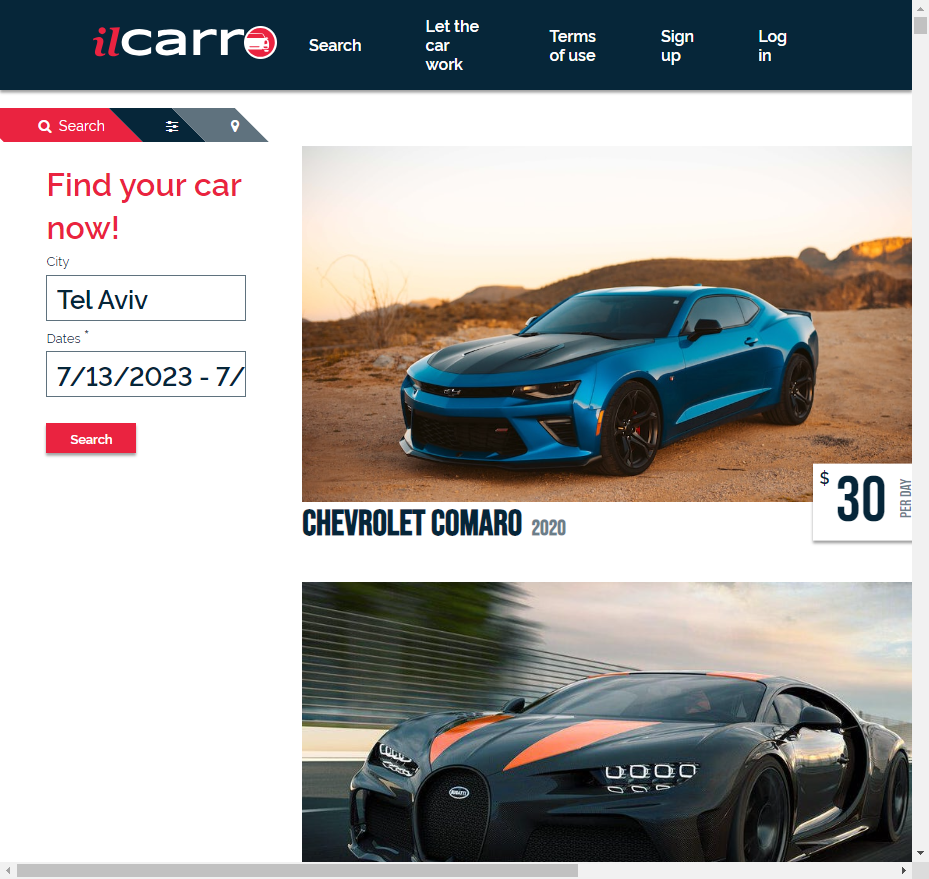 ilcarro
Search
Let the
car
work
Terms
of use
Sign
up
Log
in
Search
Find your car
now!
City
Tel Aviv
Dates *
7/13/2023 - 7/
Search
$ 30 PER DAY
CHEVROLET COMARO 2020
BUGATTI